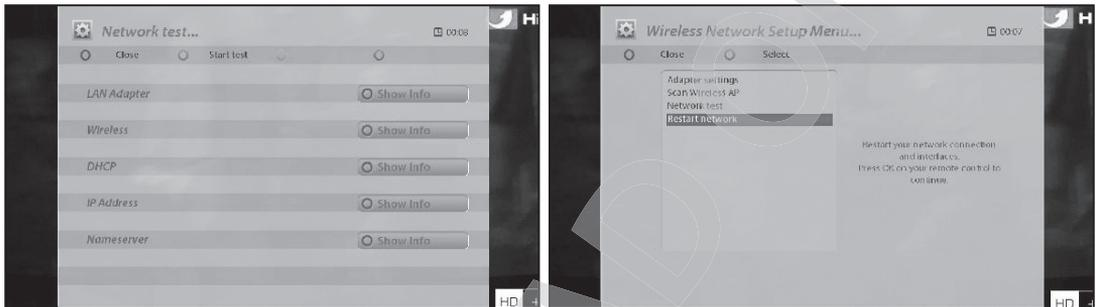 Network test...
00:08
Close Start test
LAN Adapter Show Info
Wireless Show Info
DHCP Show Info
IP Address Show Info
Nameserver Show Info
HD
Wireless Network Setup Menu...
00:07
Close Select
Adapter settings
Scan Wireless AP
Network test
Restart network
Restart your network connection
and interfaces.
Press OK on your remote control to
continue.
HD